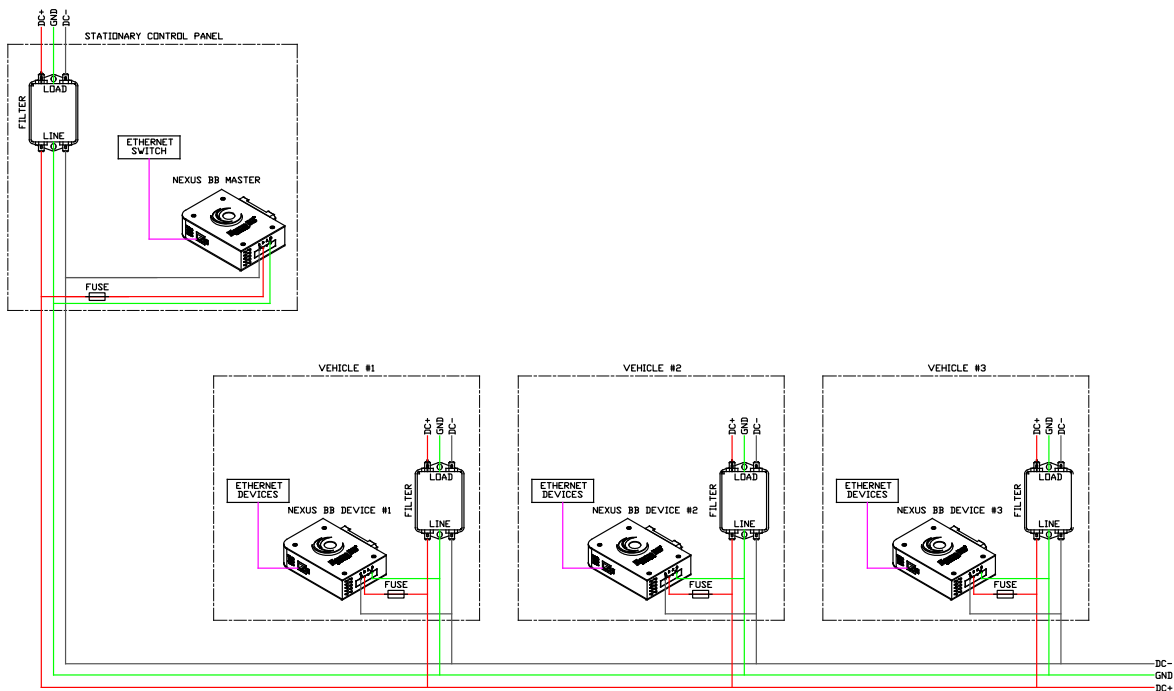 DC+
GND
DC-
STATIONARY CONTROL PANEL
LOAD
FILTER
LINE
ETHERNET
SWITCH
NEXUS BB MASTER
FUSE
VEHICLE #1
VEHICLE #2
VEHICLE #3
DC+
GND
DC-
DC+
GND
DC-
DC+
GND
DC-
LOAD
LOAD
LOAD
ETHERNET
DEVICES
FILTER
ETHERNET
DEVICES
FILTER
ETHERNET
DEVICES
FILTER
NEXUS BB DEVICE #1
LINE
NEXUS BB DEVICE #2
LINE
NEXUS BB DEVICE #3
LINE
FUSE
FUSE
FUSE
DC-
GND
DC+